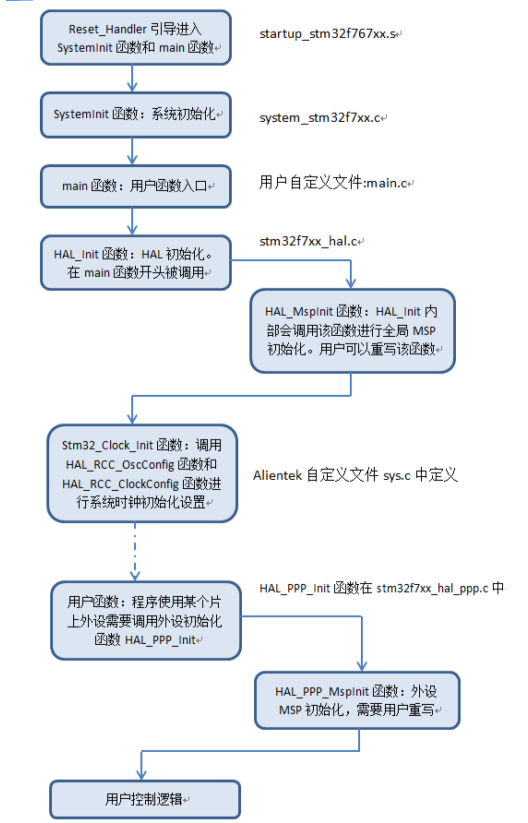 Reset_Handler 引导进入
SystemInit 函数和 main 函数
startup_stm32f767xx.s
SystemInit 函数：系统初始化
system_stm32f7xx.c
main 函数：用户函数入口
用户自定义文件:main.c
stm32f7xx_hal.c
HAL_Init 函数：HAL 初始化。
在 main 函数开头被调用
HAL_MspInit 函数：HAL_Init 内
部会调用该函数进行全局 MSP
初始化。用户可以重写该函数
Stm32_Clock_Init 函数：调用
HAL_RCC_OscConfig 函数和
HAL_RCC_ClockConfig 函数进
行系统时钟初始化设置
Alientek 自定义文件 sys.c 中定义
HAL_PPP_Init 函数在 stm32f7xx_hal_ppp.c 中
用户函数：程序使用某个片
上外设需要调用外设初始化
函数 HAL_PPP_Init
HAL_PPP_MspInit 函数：外设
MSP 初始化，需要用户重写
用户控制逻辑